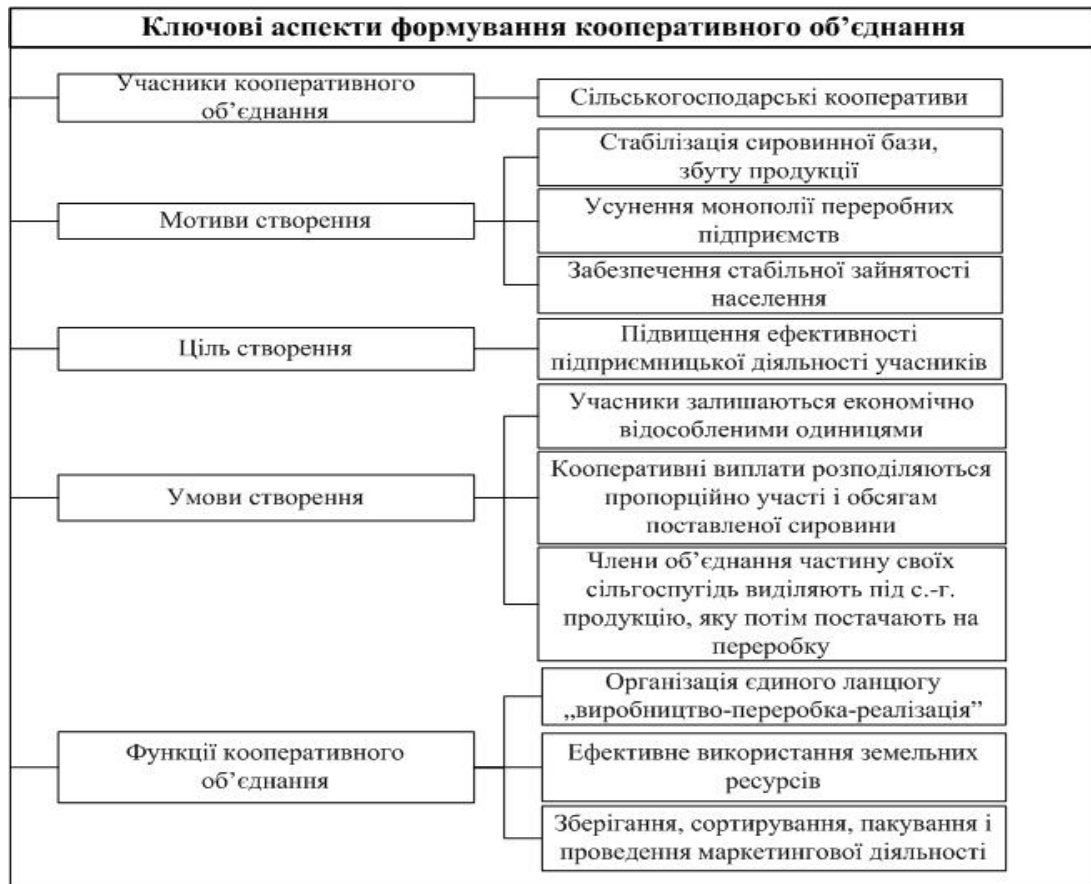 Ключові аспекти формування кооперативного об’єднання
Учасники кооперативного
об’єднання
Сільськогосподарські кооперативи
Мотиви створення
Стабілізація сировинної бази,
збуту продукції
Усунення монополії переробних
підприємств
Забезпечення стабільної зайнятості
населення
Ціль створення
Підвищення ефективності
підприємницької діяльності учасників
Умови створення
Учасники залишаються економічно
відособленими одиницями
Кооперативні виплати розподіляються
пропорційно участі і обсягам
поставленої сировини
Члени об’єднання частину своїх
сільгоспугідь виділяють під с.-г.
продукцію, яку потім постачають на
переробку
Функції кооперативного
об’єднання
Організація єдиного ланцюгу
„виробництво-переробка-реалізація”
Ефективне використання земельних
ресурсів
Зберігання, сортирування, пакування і
проведення маркетингової діяльності